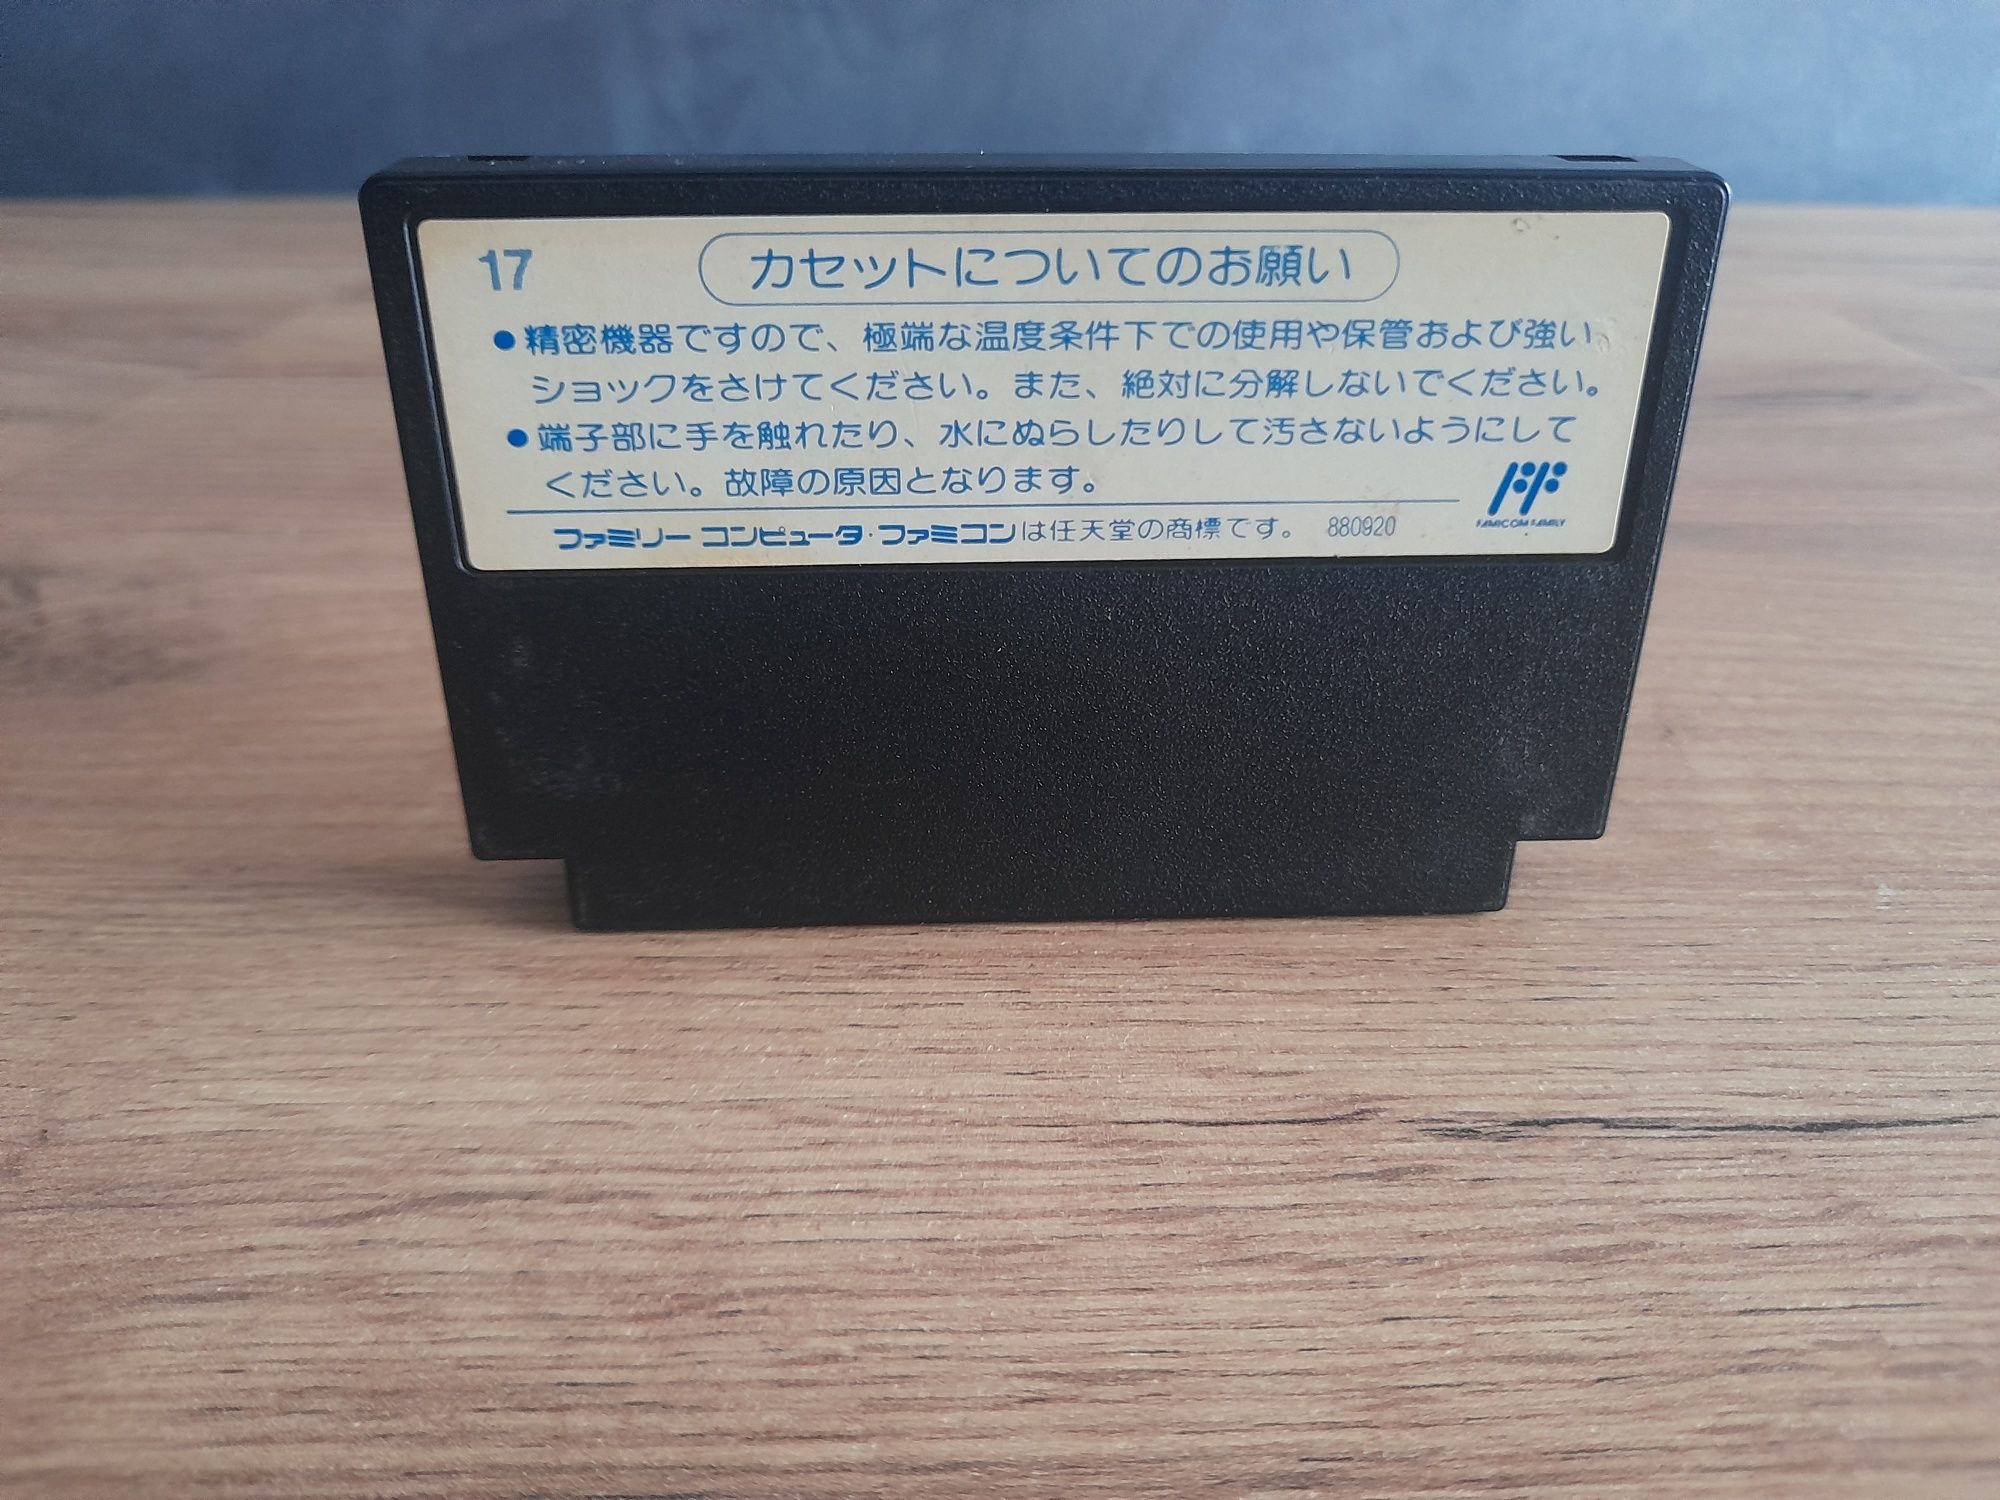 17
カセットについてのお願い
●精密機器ですので、極端な温度条件下での使用や保管および強い
ショックをさけてください。また、絶対に分解しないでください。
●端子部に手を触れたり、水にぬらしたりして汚さないようにして
ください。故障の原因となります。
FAMICOM FAMILY
ファミリー コンピュータ・ファミコンは任天堂の商標です。 880920